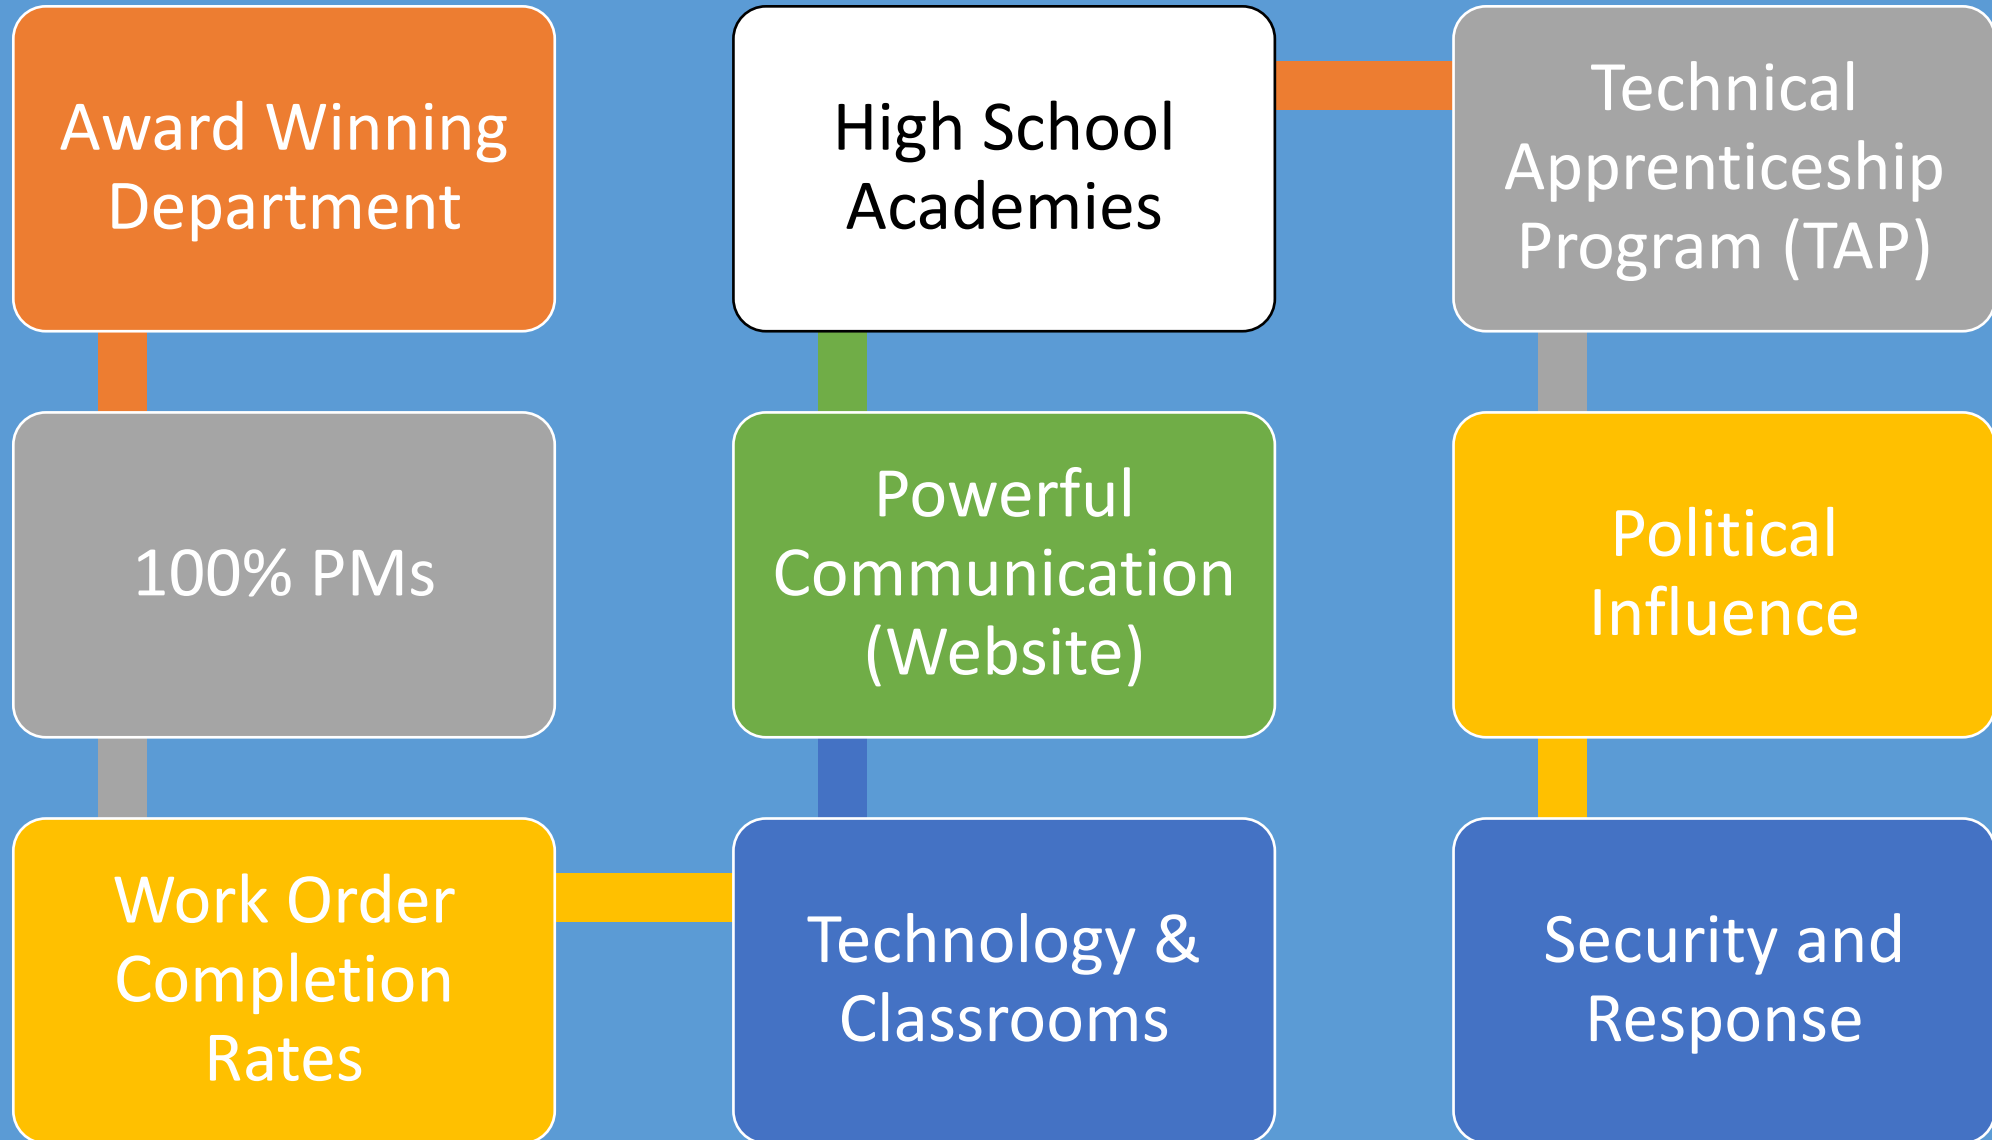 Award Winning
Department
100% PMs
Work Order
Completion
Rates
Technology &
Classrooms
Powerful
Communication
(Website)
High School
Academies
Technical
Apprenticeship
Program (TAP)
Political
Influence
Security and
Response